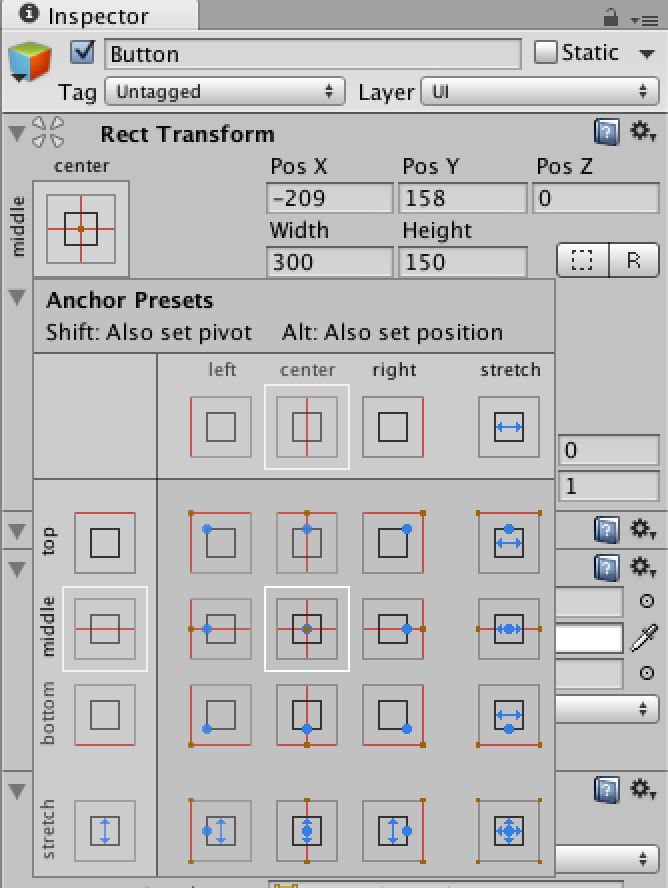 Inspector
Button
Static
Tag Untagged Layer UI
Rect Transform
center Pos X Pos Y Pos Z
middle
-209 158 0
Width Height
300 150 R
Anchor Presets
Shift: Also set pivot Alt: Also set position
left center right stretch
0
1
top
middle
bottom
stretch